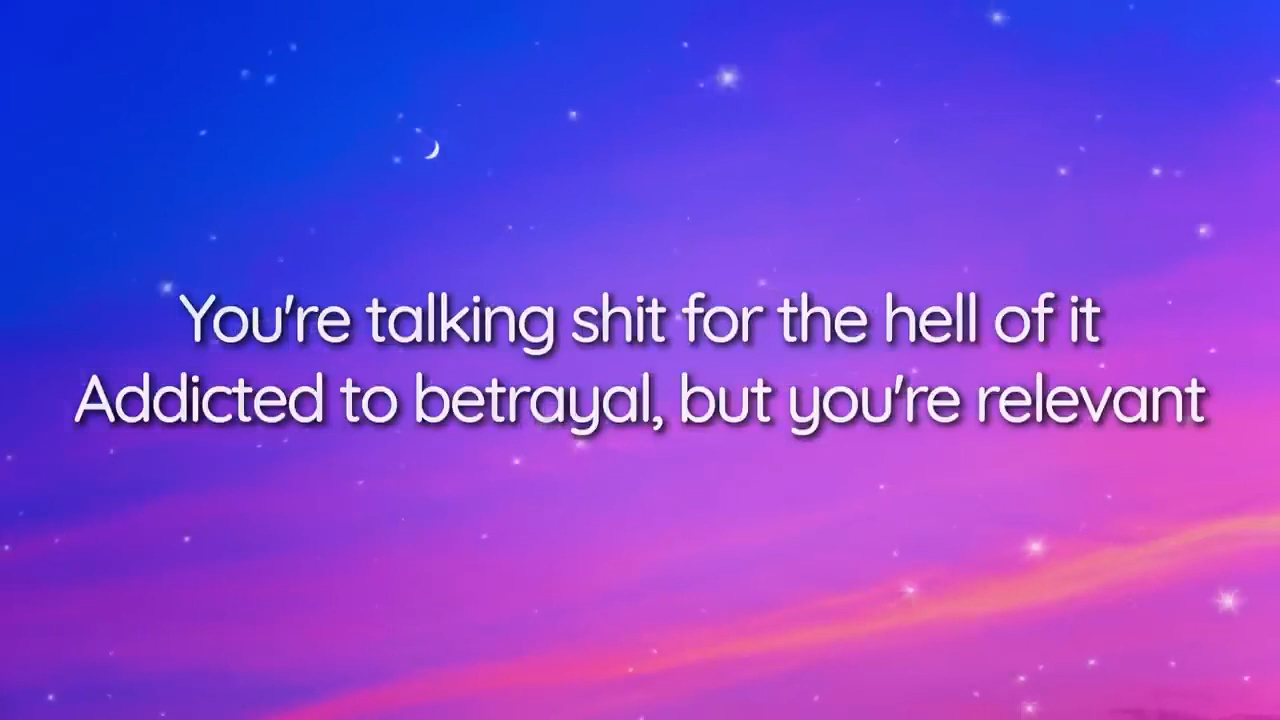 You're talking shit for the hell of it
Addicted to betrayal, but you're relevant